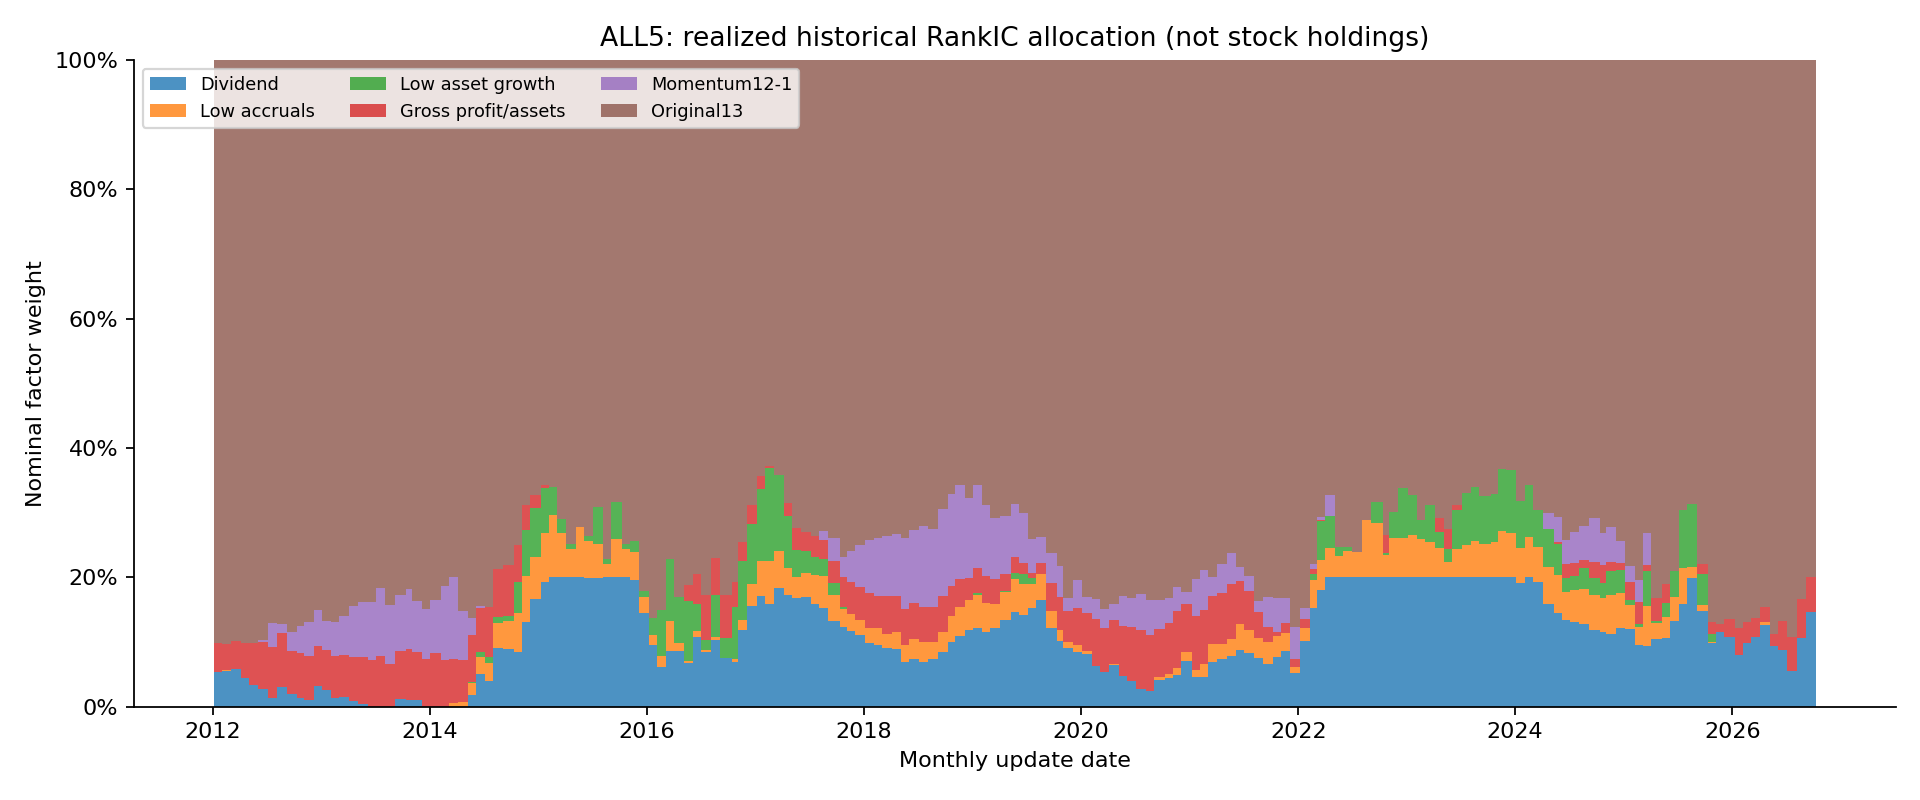 ALL5: realized historical RankIC allocation (not stock holdings)
100%
80%
60%
40%
20%
0%
Nominal factor weight
Dividend
Low accruals
Low asset growth
Gross profit/assets
Momentum12-1
Original13
2012 2014 2016 2018 2020 2022 2024 2026
Monthly update date